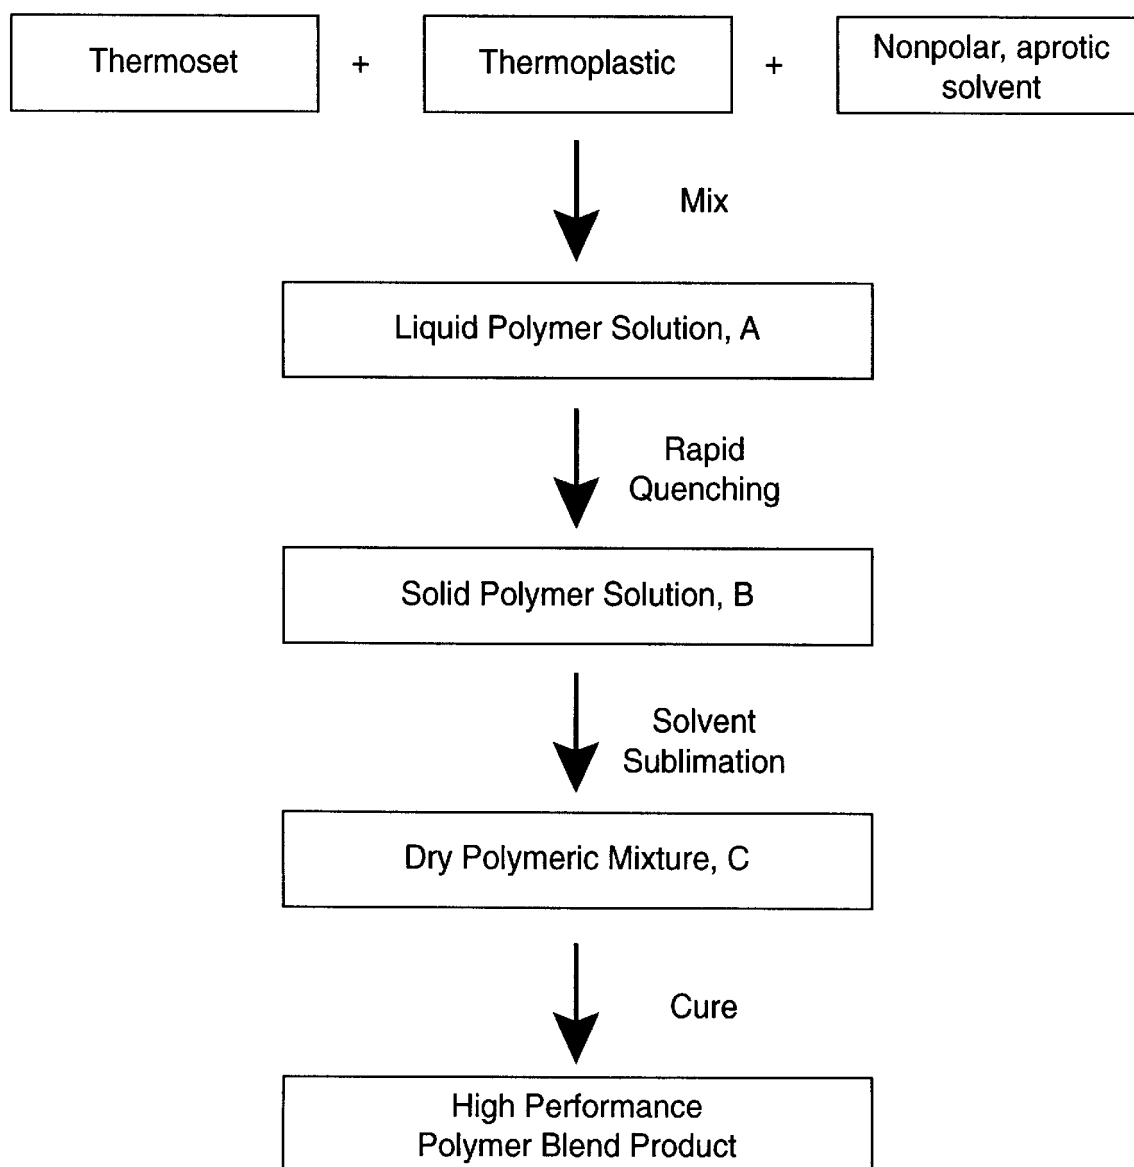 Thermoset + Thermoplastic + Nonpolar, aprotic
solvent
Mix
Liquid Polymer Solution, A
Rapid
Quenching
Solid Polymer Solution, B
Solvent
Sublimation
Dry Polymeric Mixture, C
Cure
High Performance
Polymer Blend Product